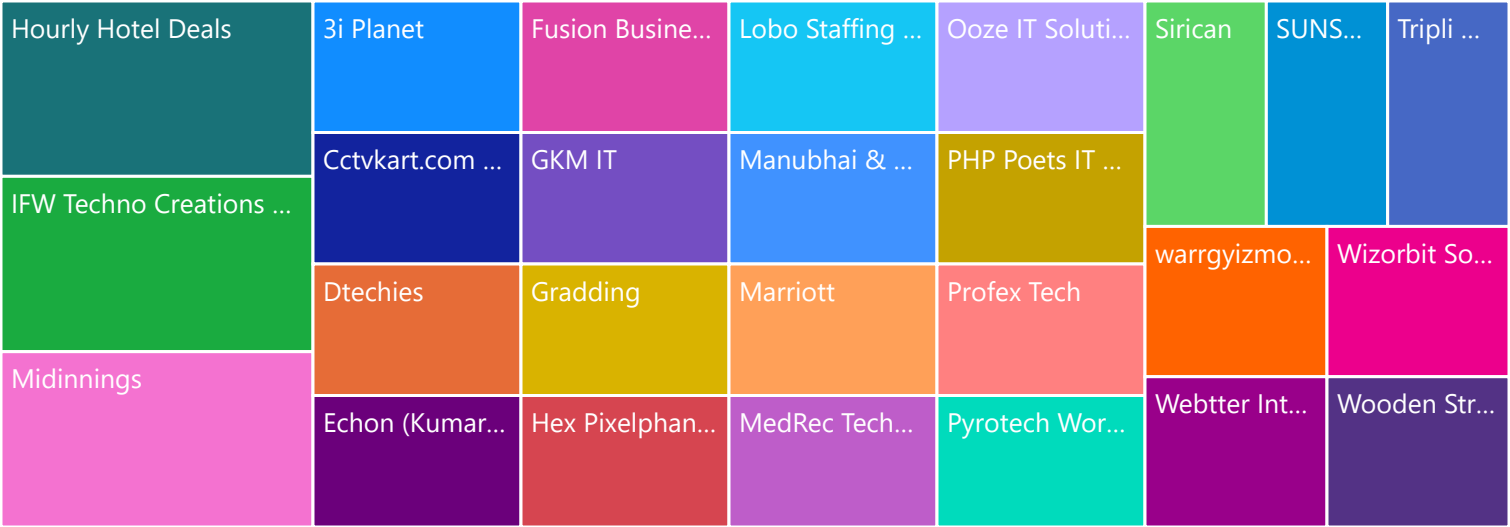 Hourly Hotel Deals
IFW Techno Creations ...
Midinnings
3i Planet
Cctvkart.com ...
Dtechies
Echon (Kumar...
Fusion Busine...
GKM IT
Gradding
Hex Pixelphan...
Lobo Staffing ...
Manubhai & ...
Marriott
MedRec Tech...
Ooze IT Soluti...
PHP Poets IT ...
Profex Tech
Pyrotech Wor...
Sirican
SUNS...
Tripli ...
warrgyizmo...
Wizorbit So...
Webtter Int...
Wooden Str...